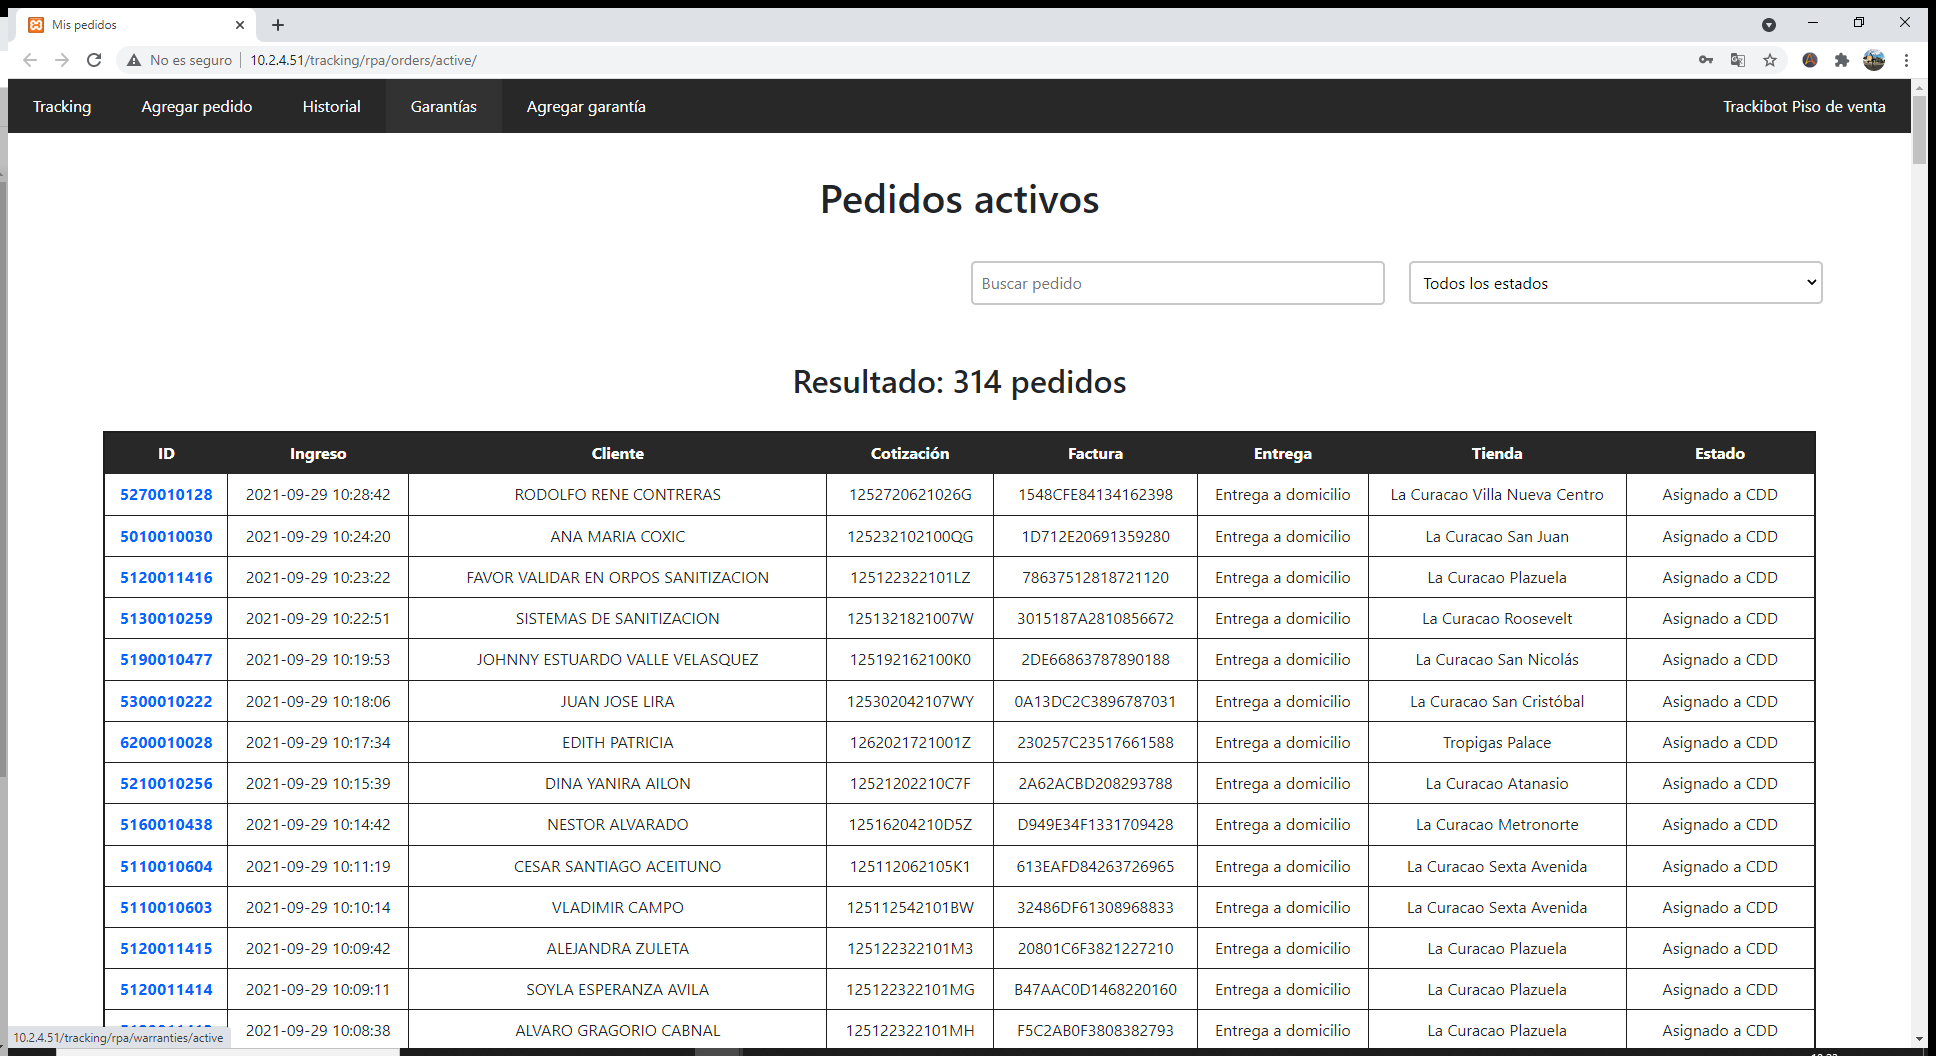 Mis pedidos
No es seguro 10.2.4.51/tracking/rpa/orders/active/
Tracking Agregar pedido Historial Garantías Agregar garantía Trackibot Piso de venta
Pedidos activos
Buscar pedido Todos los estados
Resultado: 314 pedidos
ID Ingreso Cliente Cotización Factura Entrega Tienda Estado
5270010128 2021-09-29 10:28:42 RODOLFO RENE CONTRERAS 1252720621026G 1548CFE84134162398 Entrega a domicilio La Curacao Villa Nueva Centro Asignado a CDD
5010010030 2021-09-29 10:24:20 ANA MARIA COXIC 125232102100QG 1D712E20691359280 Entrega a domicilio La Curacao San Juan Asignado a CDD
5120011416 2021-09-29 10:23:22 FAVOR VALIDAR EN ORPOS SANITIZACION 125122322101LZ 78637512818721120 Entrega a domicilio La Curacao Plazuela Asignado a CDD
5130010259 2021-09-29 10:22:51 SISTEMAS DE SANITIZACION 1251321821007W 3015187A2810856672 Entrega a domicilio La Curacao Roosevelt Asignado a CDD
5190010477 2021-09-29 10:19:53 JOHNNY ESTUARDO VALLE VELASQUEZ 125192162100K0 2DE66863787890188 Entrega a domicilio La Curacao San Nicolás Asignado a CDD
5300010222 2021-09-29 10:18:06 JUAN JOSE LIRA 125302042107WY 0A13DC2C3896787031 Entrega a domicilio La Curacao San Cristóbal Asignado a CDD
6200010028 2021-09-29 10:17:34 EDITH PATRICIA 1262021721001Z 230257C23517661588 Entrega a domicilio Tropigas Palace Asignado a CDD
5210010256 2021-09-29 10:15:39 DINA YANIRA AILON 12521202210C7F 2A62ACBD208293788 Entrega a domicilio La Curacao Atanasio Asignado a CDD
5160010438 2021-09-29 10:14:42 NESTOR ALVARADO 12516204210D5Z D949E34F1331709428 Entrega a domicilio La Curacao Metronorte Asignado a CDD
5110010604 2021-09-29 10:11:19 CESAR SANTIAGO ACEITUNO 125112062105K1 613EAFD84263726965 Entrega a domicilio La Curacao Sexta Avenida Asignado a CDD
5110010603 2021-09-29 10:10:14 VLADIMIR CAMPO 125112542101BW 32486DF61308968833 Entrega a domicilio La Curacao Sexta Avenida Asignado a CDD
5120011415 2021-09-29 10:09:42 ALEJANDRA ZULETA 125122322101M3 20801C6F3821227210 Entrega a domicilio La Curacao Plazuela Asignado a CDD
5120011414 2021-09-29 10:09:11 SOYLA ESPERANZA AVILA 125122322101MG B47AAC0D1468220160 Entrega a domicilio La Curacao Plazuela Asignado a CDD
2021-09-29 10:08:38 ALVARO GRAGORIO CABNAL 125122322101MH F5C2AB0F3808382793 Entrega a domicilio La Curacao Plazuela Asignado a CDD
10.2.4.51/tracking/rpa/warranties/active